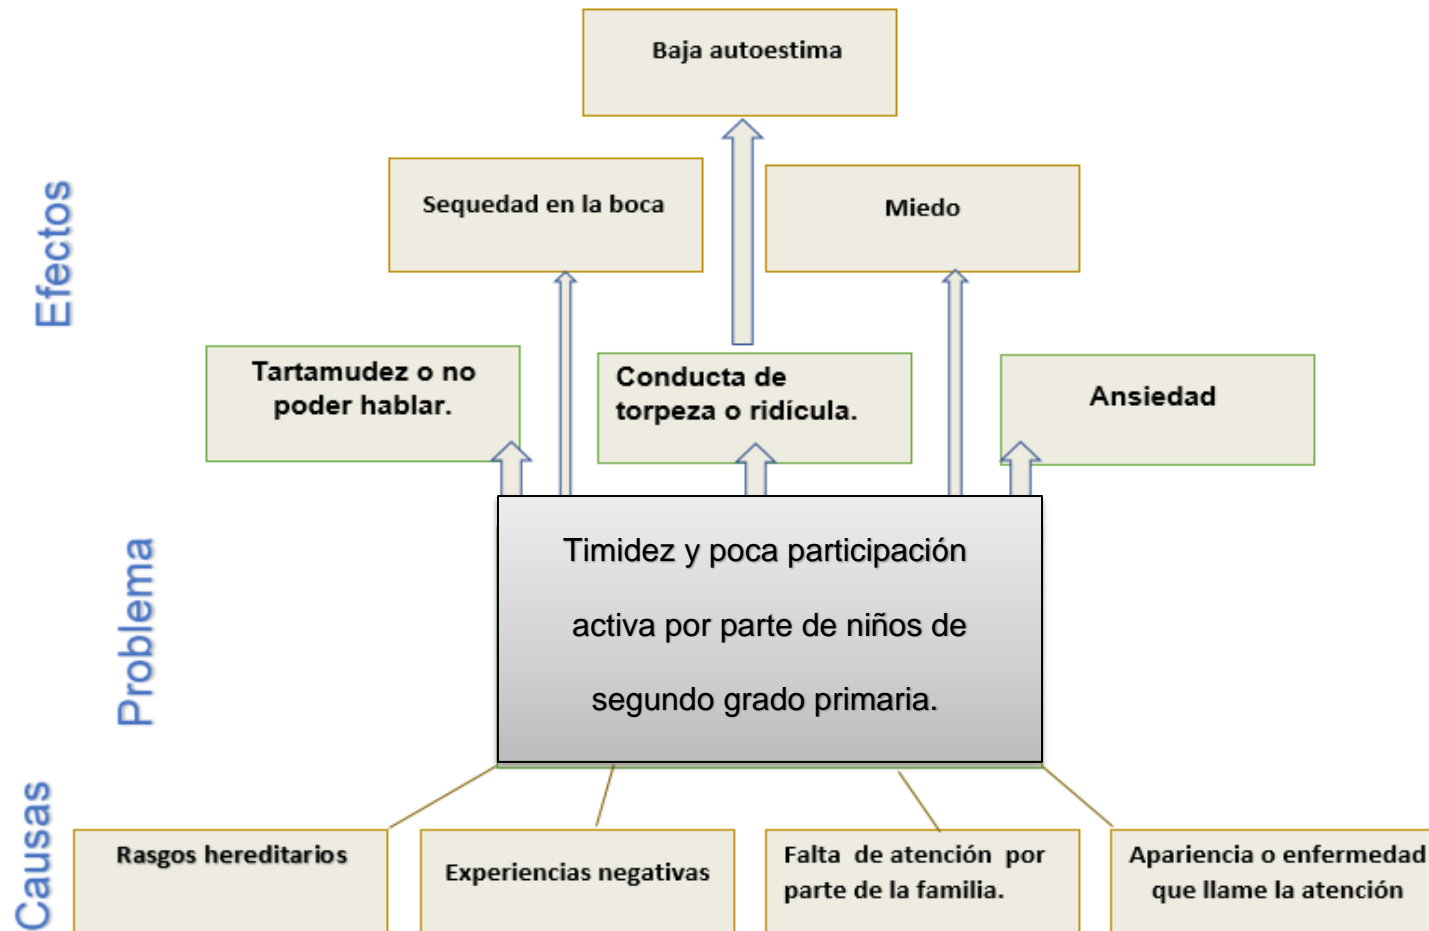 Baja autoestima
Efectos
Sequedad en la boca
Miedo
Tartamudez o no
poder hablar.
Conducta de
torpeza o ridícula.
Ansiedad
Problema
Timidez y poca participación
activa por parte de niños de
segundo grado primaria.
Causas
Rasgos hereditarios
Experiencias negativas
Falta de atención por
parte de la familia.
Apariencia o enfermedad
que llame la atención